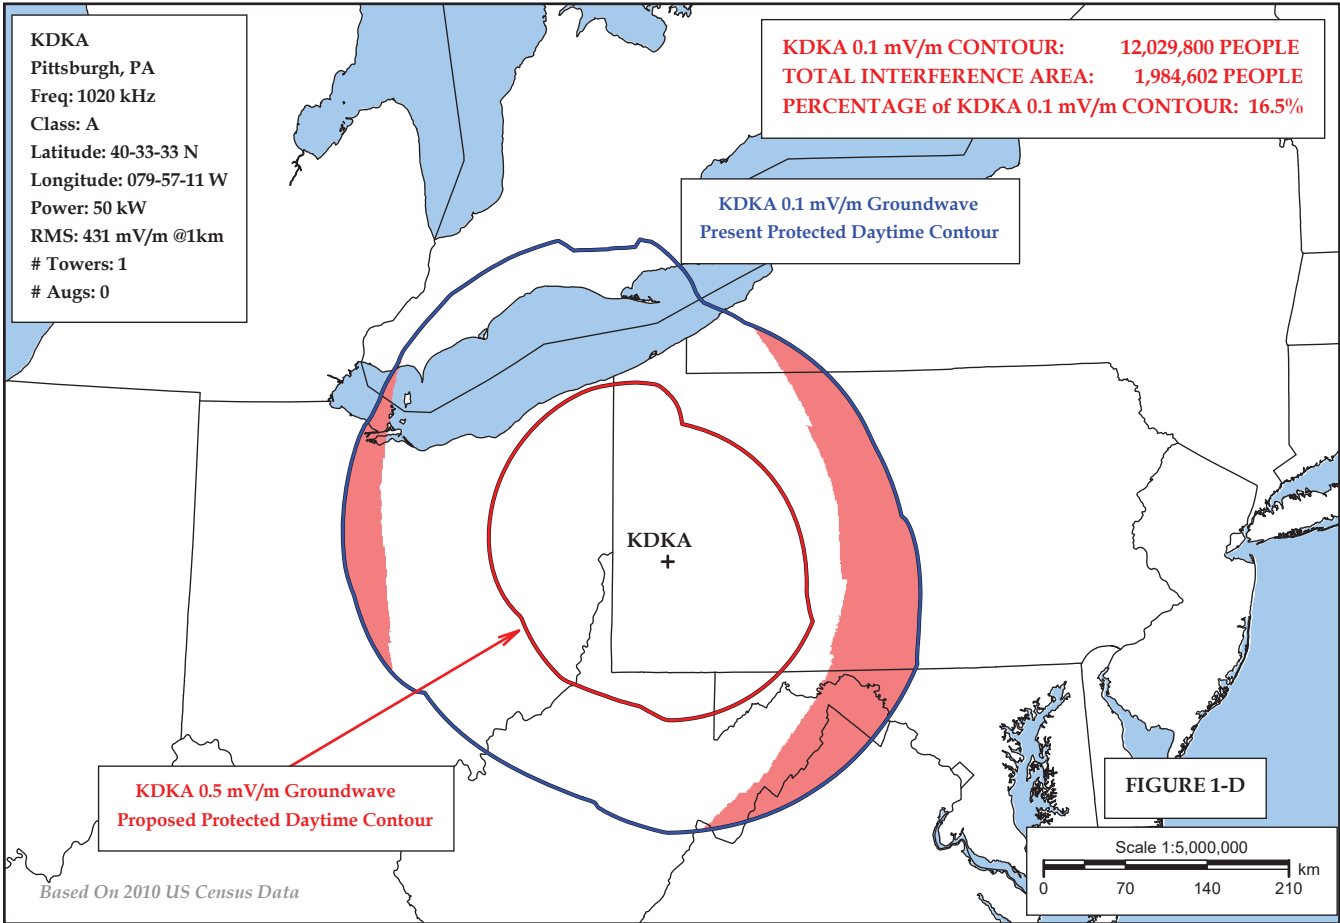 KDKA
Pittsburgh, PA
Freq: 1020 kHz
Class: A
Latitude: 40-33-33 N
Longitude: 079-57-11 W
Power: 50 kW
RMS: 431 mV/m @1km
# Towers: 1
# Augs: 0
KDKA 0.1 mV/m CONTOUR: 12,029,800 PEOPLE
TOTAL INTERFERENCE AREA: 1,984,602 PEOPLE
PERCENTAGE of KDKA 0.1 mV/m CONTOUR: 16.5%
KDKA 0.1 mV/m Groundwave
Present Protected Daytime Contour
KDKA
KDKA 0.5 mV/m Groundwave
Proposed Protected Daytime Contour
FIGURE 1-D
Scale 1:5,000,000
km
0 70 140 210
Based On 2010 US Census Data